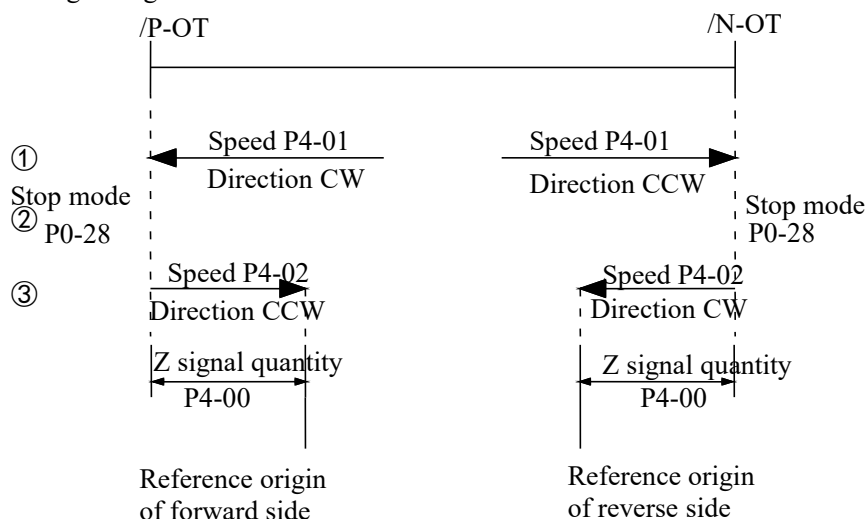 /P-OT /N-OT
① Speed P4-01 Speed P4-01
Direction CW Direction CCW
Stop mode Stop mode
② P0-28 P0-28
③ Speed P4-02 Speed P4-02
Direction CCW Direction CW
Z signal quantity Z signal quantity
P4-00 P4-00
Reference origin Reference origin
of forward side of reverse side